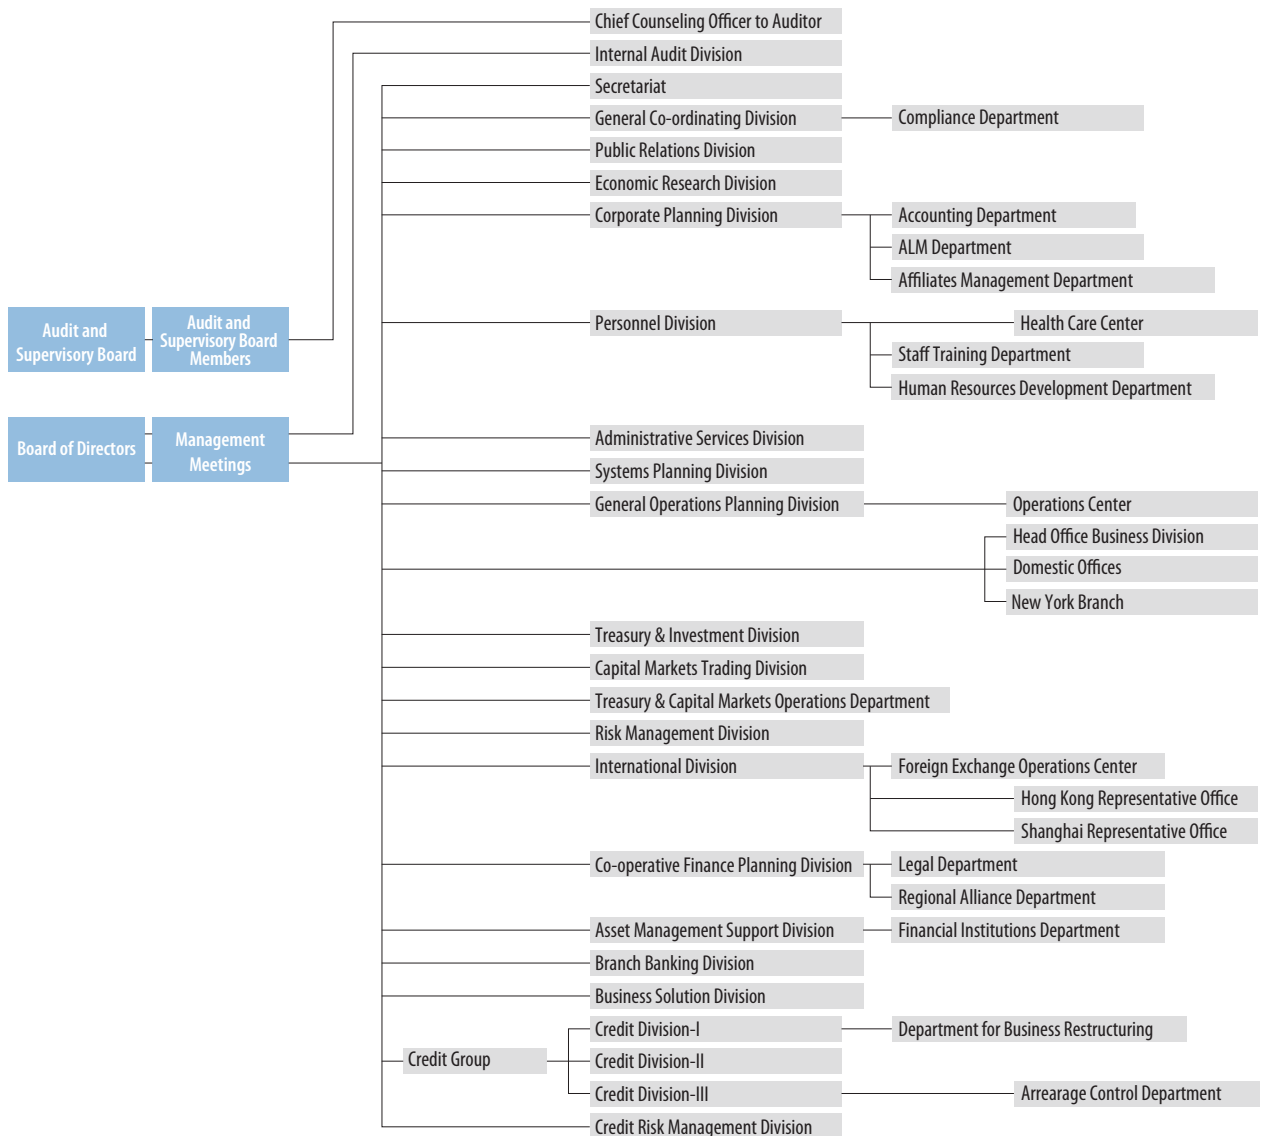 Chief Counseling Officer to Auditor
Internal Audit Division
Secretariat
General Co-ordinating Division
Compliance Department
Public Relations Division
Economic Research Division
Corporate Planning Division
Accounting Department
ALM Department
Affiliates Management Department
Audit and
Supervisory Board
Audit and
Supervisory Board
Members
Personnel Division
Health Care Center
Staff Training Department
Human Resources Development Department
Board of Directors
Management
Meetings
Administrative Services Division
Systems Planning Division
General Operations Planning Division
Operations Center
Head Office Business Division
Domestic Offices
New York Branch
Treasury & Investment Division
Capital Markets Trading Division
Treasury & Capital Markets Operations Department
Risk Management Division
International Division
Foreign Exchange Operations Center
Hong Kong Representative Office
Shanghai Representative Office
Co-operative Finance Planning Division
Legal Department
Regional Alliance Department
Asset Management Support Division
Financial Institutions Department
Branch Banking Division
Business Solution Division
Credit Group
Credit Division-I
Department for Business Restructuring
Credit Division-II
Credit Division-III
Arrearage Control Department
Credit Risk Management Division